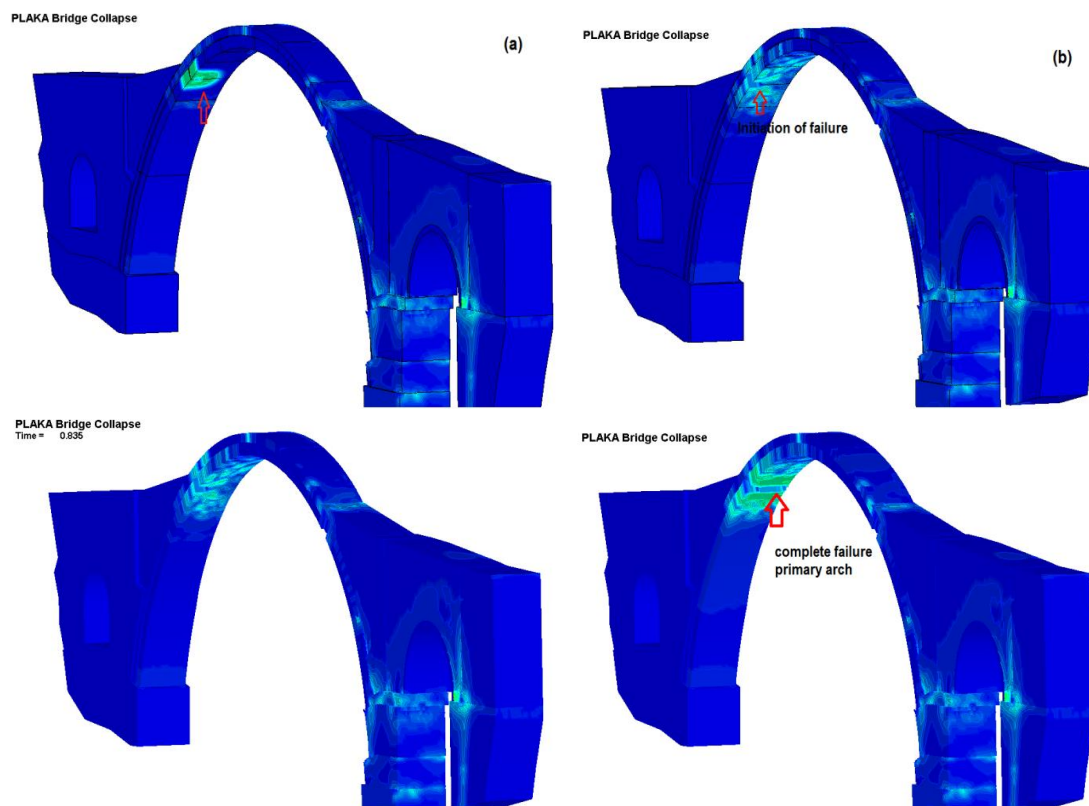 PLAKA Bridge Collapse
(a)
PLAKA Bridge Collapse
(b)
Initiation of failure
PLAKA Bridge Collapse
Time = 0.835
PLAKA Bridge Collapse
complete failure
primary arch